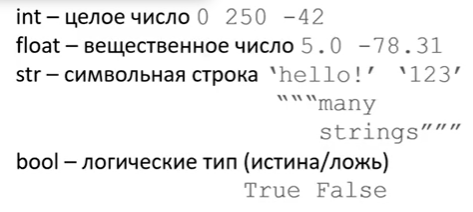 int – целое число 0 250 -42
float – вещественное число 5.0 -78.31
str – символьная строка ‘hello!’ ‘123’
“““many
strings”””
bool – логические тип (истина/ложь)
True False